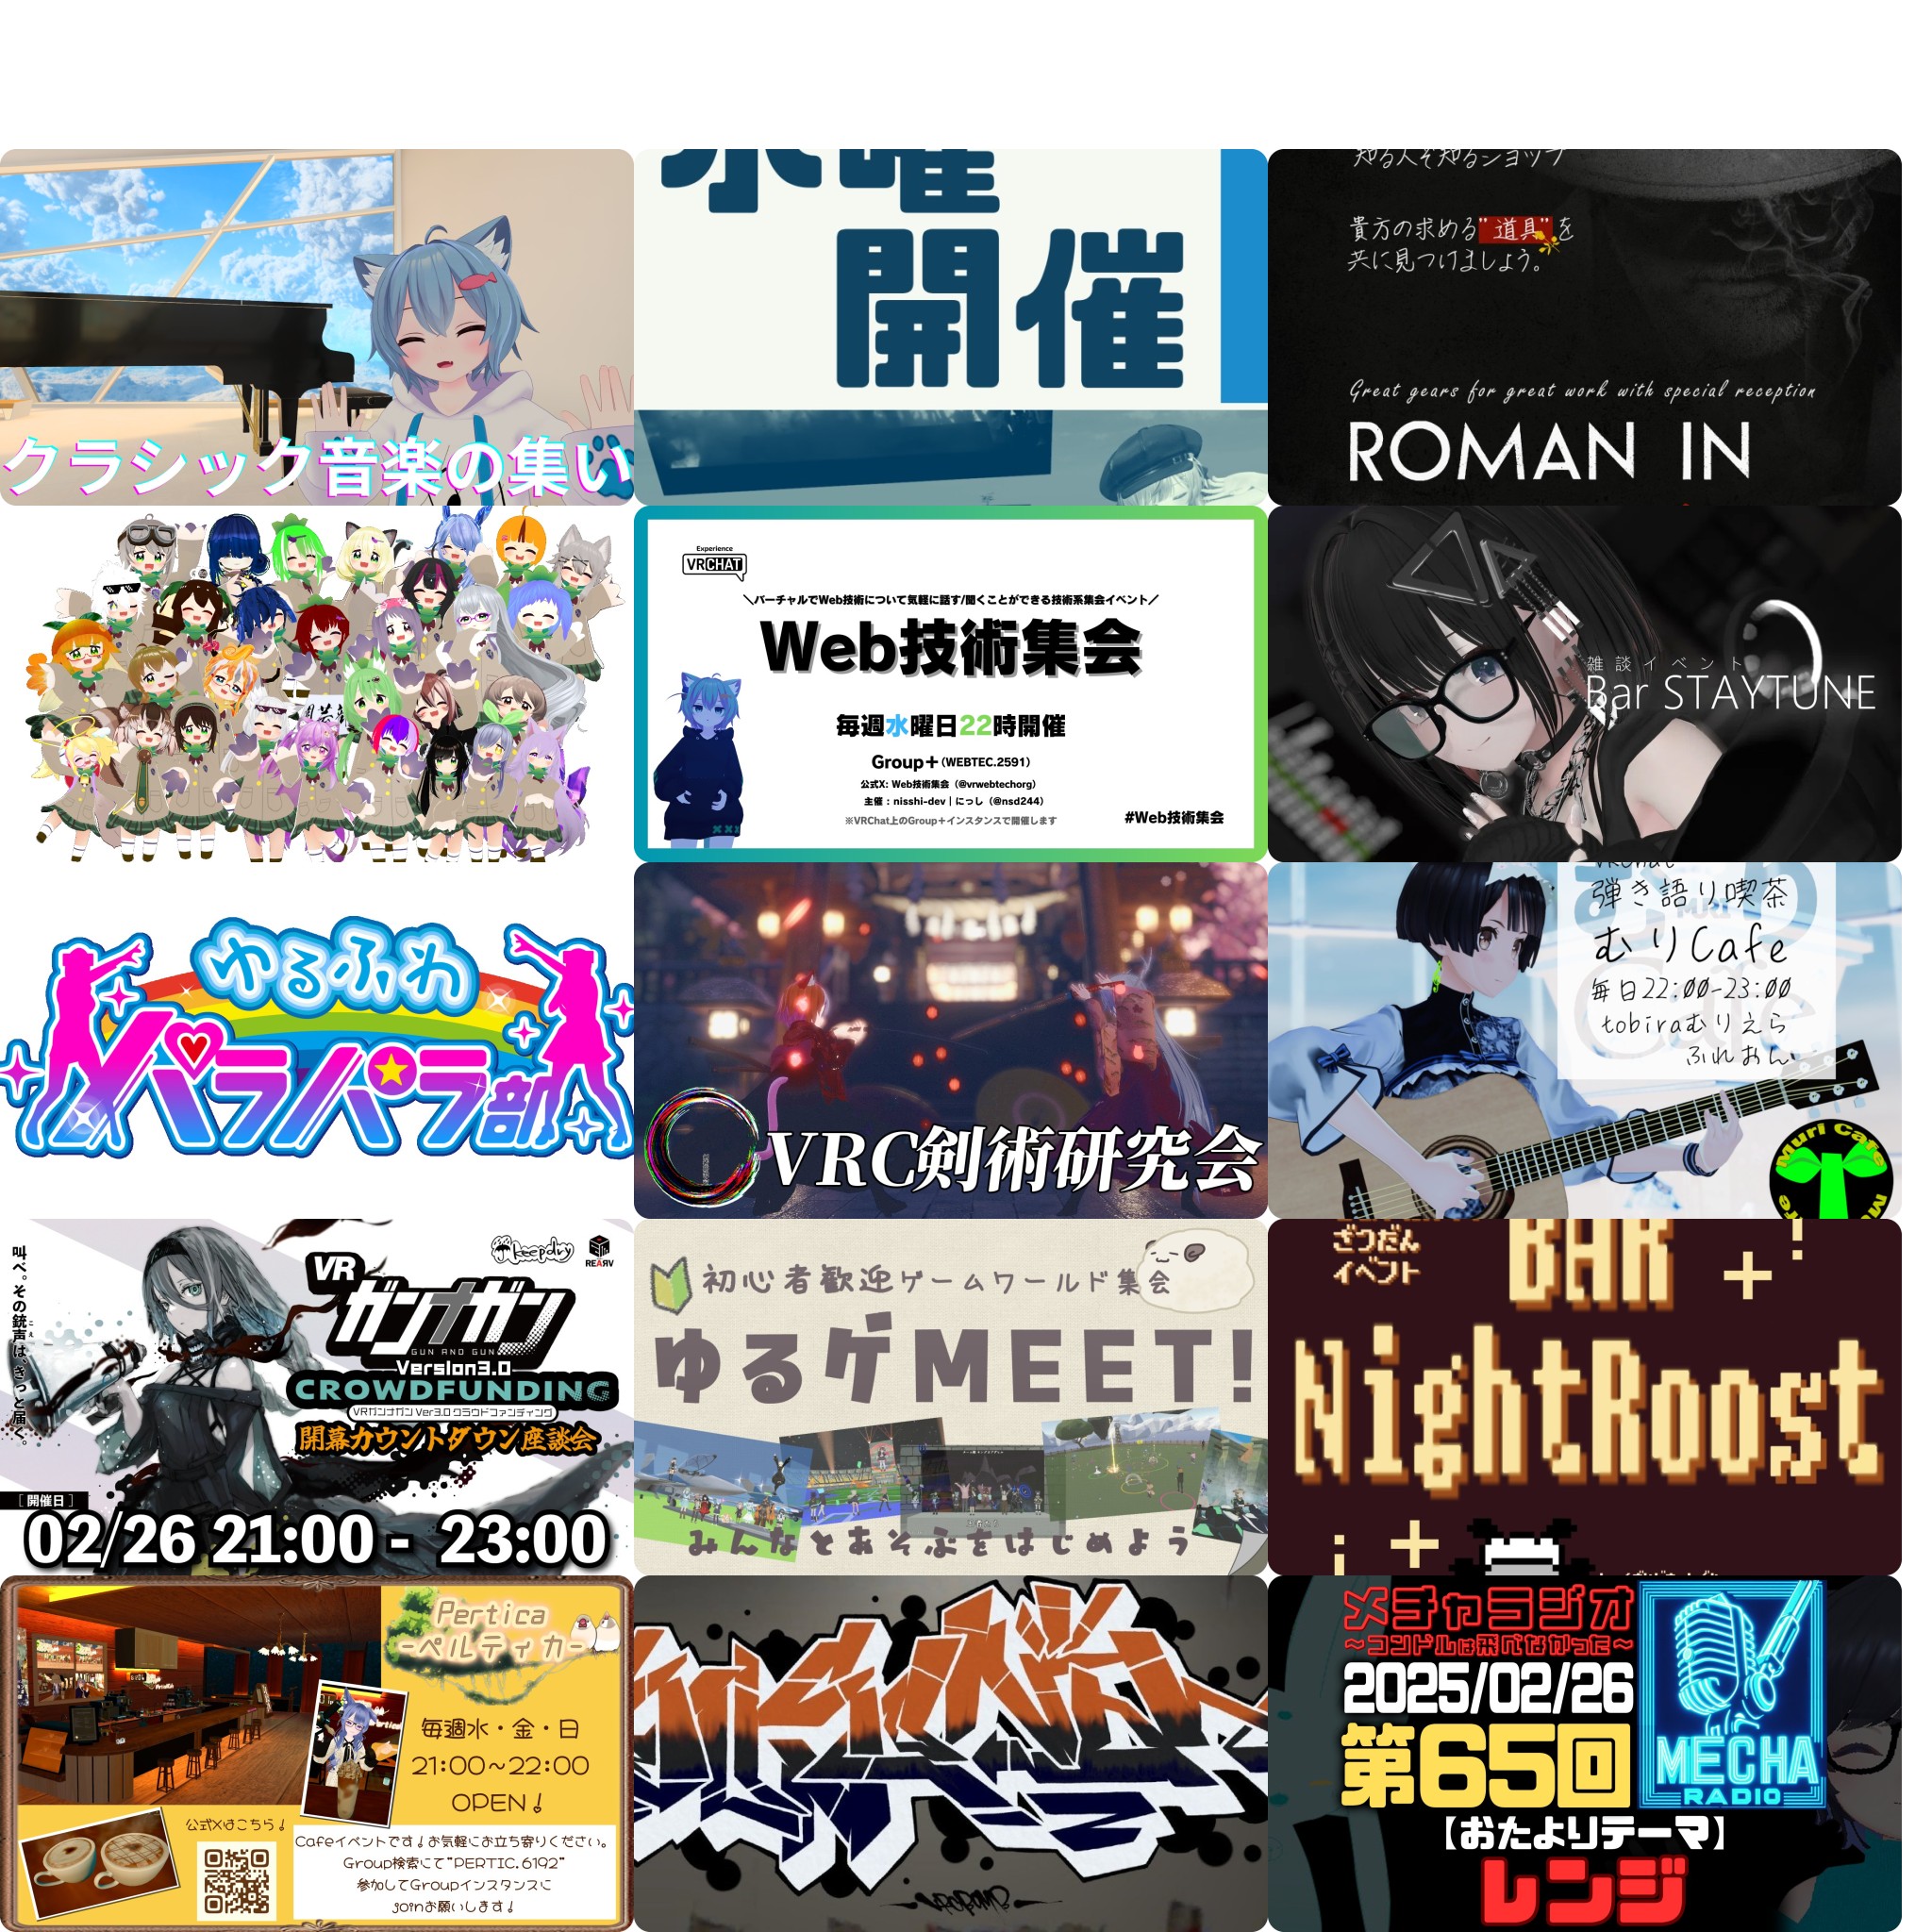 クラシック音楽の集い
水曜
開催
知る人ぞ知るショップ
貴方の求める"道具"を
共に見つけましょう。
Great gears for great work with special reception
ROMAN IN
Experience
VRCHAT
＼バーチャルでWeb技術について気軽に話す/聞くことができる技術系集会イベント／
Web技術集会
毎週水曜日22時開催
Group+（WEBTEC.2591）
公式X: Web技術集会（@vrwebtechorg）
主催：nisshi-dev｜にっし（@nsd244）
※VRChat上のGroup+インスタンスで開催します
#Web技術集会
雑談イベント
Bar STAYTUNE
ゆるふわ
パラパラ部
VRC剣術研究会
VRChat
弾き語り喫茶
むりCafe
毎日22:00-23:00
tobiraむりえら
ふれおん
Muri Cafe
叫べ。その銃声は、きっと届く。
こえ
keepdry
REARV
VR
ガンナガン
GUN AND GUN
Version3.0
CROWDFUNDING
VRガンナガン Ver3.0 クラウドファンディング
開幕カウントダウン座談会
［開催日］
02/26 21:00 - 23:00
初心者歓迎ゲームワールド集会
ゆるゲMEET!
みんなとあそぶをはじめよう
ざつだん
イベント
BAR
NightRoost
Pertica
-ペルティカ-
毎週水・金・日
21:00~22:00
OPEN！
公式Xはこちら！
Cafeイベントです！お気軽にお立ち寄りください。
Group検索にて"PERTIC.6192"
参加してGroupインスタンスに
joinお願いします！
メチャラジオ
～コンドルは飛べなかった～
2025/02/26
第65回
MECHA
RADIO
【おたよりテーマ】
レンジ